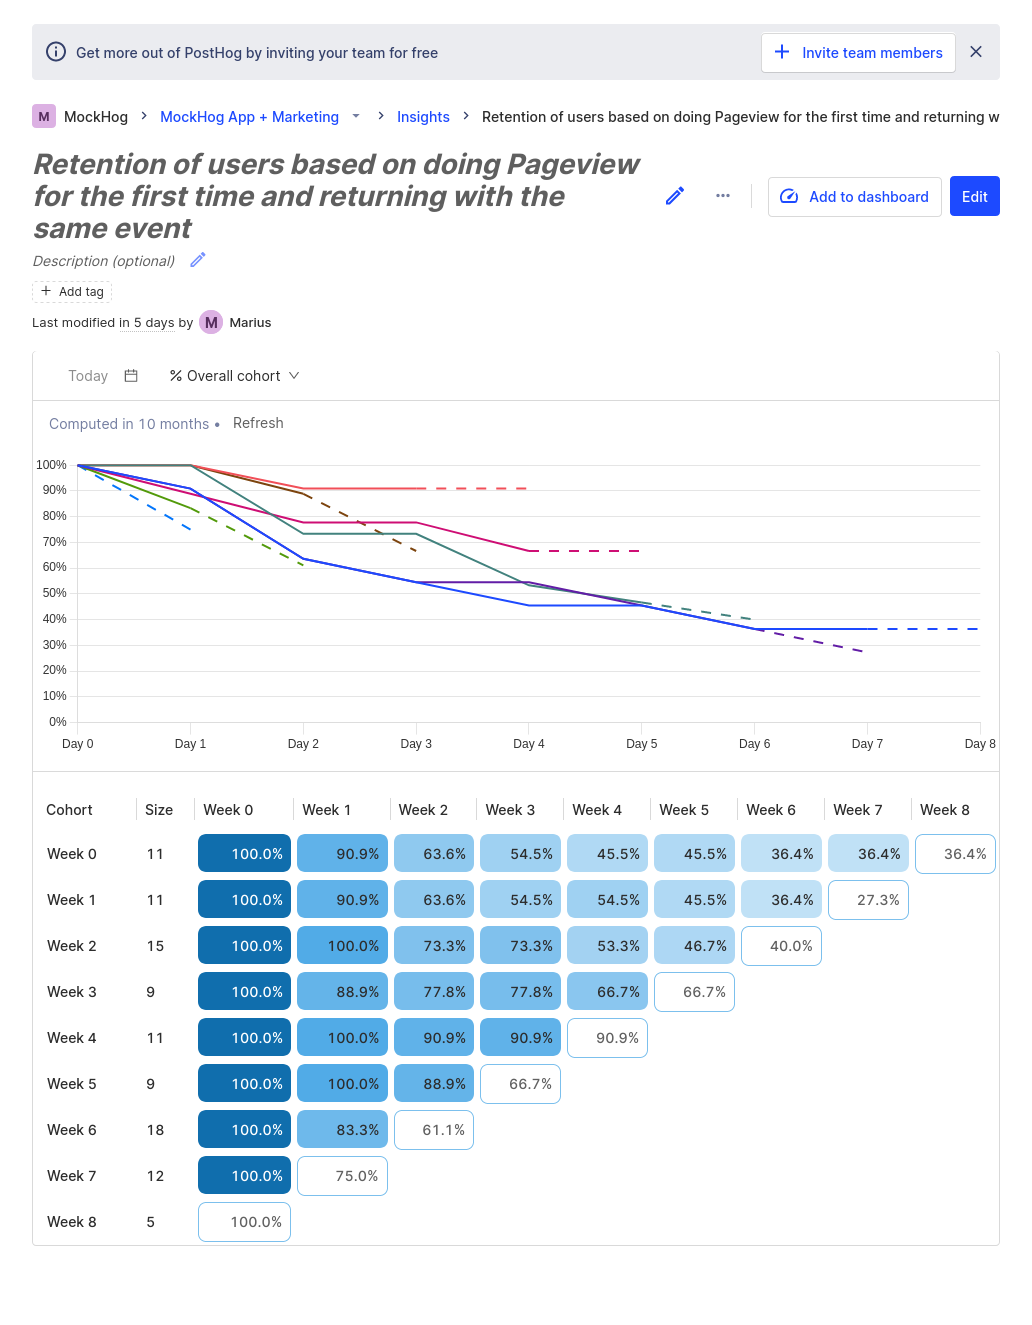 Get more out of PostHog by inviting your team for free
Invite team members
M MockHog > MockHog App + Marketing > Insights > Retention of users based on doing Pageview for the first time and returning w
Retention of users based on doing Pageview
for the first time and returning with the
same event
Add to dashboard
Edit
Description (optional)
Add tag
Last modified in 5 days by M Marius
Today
% Overall cohort
Computed in 10 months • Refresh
100%
90%
80%
70%
60%
50%
40%
30%
20%
10%
0%
Day 0 Day 1 Day 2 Day 3 Day 4 Day 5 Day 6 Day 7 Day 8
Cohort Size Week 0 Week 1 Week 2 Week 3 Week 4 Week 5 Week 6 Week 7 Week 8
Week 0 11 100.0% 90.9% 63.6% 54.5% 45.5% 45.5% 36.4% 36.4% 36.4%
Week 1 11 100.0% 90.9% 63.6% 54.5% 54.5% 45.5% 36.4% 27.3%
Week 2 15 100.0% 100.0% 73.3% 73.3% 53.3% 46.7% 40.0%
Week 3 9 100.0% 88.9% 77.8% 77.8% 66.7% 66.7%
Week 4 11 100.0% 100.0% 90.9% 90.9% 90.9%
Week 5 9 100.0% 100.0% 88.9% 66.7%
Week 6 18 100.0% 83.3% 61.1%
Week 7 12 100.0% 75.0%
Week 8 5 100.0%